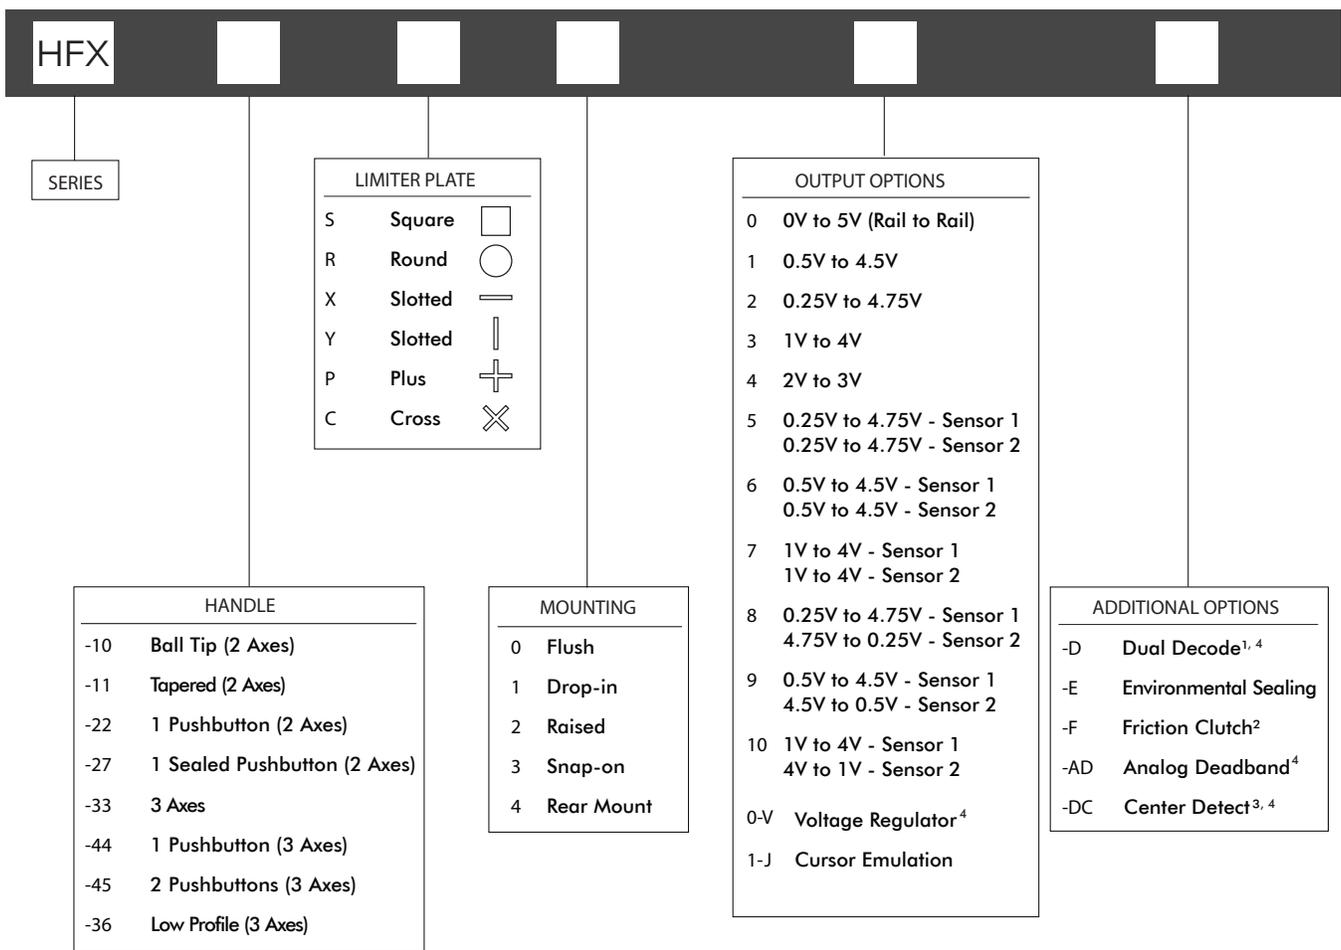 HFX
SERIES
LIMITER PLATE
S Square
R Round
X Slotted
Y Slotted
P Plus
C Cross
OUTPUT OPTIONS
0 0V to 5V (Rail to Rail)
1 0.5V to 4.5V
2 0.25V to 4.75V
3 1V to 4V
4 2V to 3V
5 0.25V to 4.75V - Sensor 1
0.25V to 4.75V - Sensor 2
6 0.5V to 4.5V - Sensor 1
0.5V to 4.5V - Sensor 2
7 1V to 4V - Sensor 1
1V to 4V - Sensor 2
8 0.25V to 4.75V - Sensor 1
4.75V to 0.25V - Sensor 2
9 0.5V to 4.5V - Sensor 1
4.5V to 0.5V - Sensor 2
10 1V to 4V - Sensor 1
4V to 1V - Sensor 2
0-V Voltage Regulator⁴
1-J Cursor Emulation
HANDLE
-10 Ball Tip (2 Axes)
-11 Tapered (2 Axes)
-22 1 Pushbutton (2 Axes)
-27 1 Sealed Pushbutton (2 Axes)
-33 3 Axes
-44 1 Pushbutton (3 Axes)
-45 2 Pushbuttons (3 Axes)
-36 Low Profile (3 Axes)
MOUNTING
0 Flush
1 Drop-in
2 Raised
3 Snap-on
4 Rear Mount
ADDITIONAL OPTIONS
-D Dual Decode¹, ⁴
-E Environmental Sealing
-F Friction Clutch²
-AD Analog Deadband⁴
-DC Center Detect³, ⁴